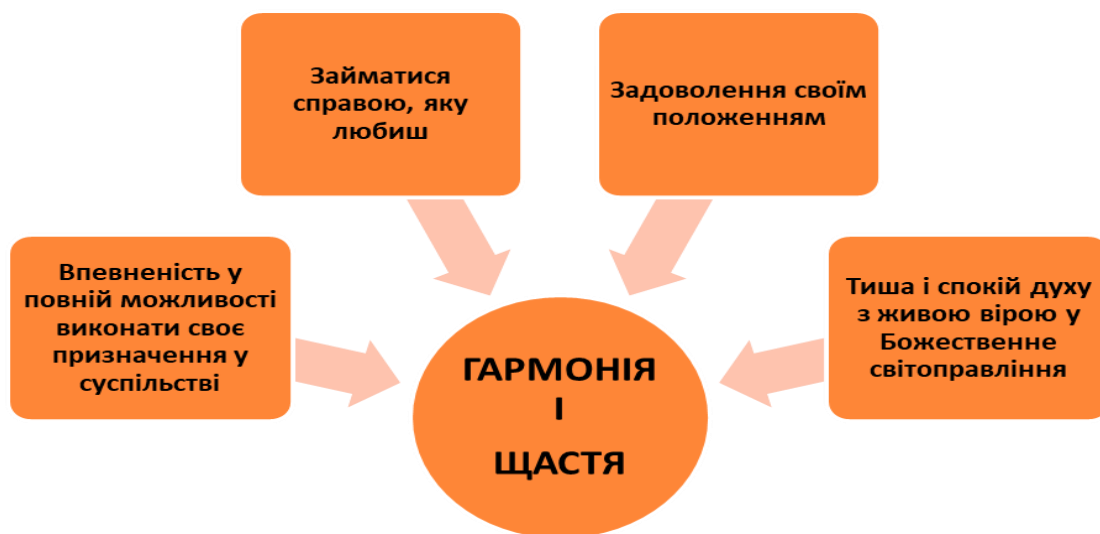 Займатися
справою, яку
любиш
Задоволення своїм
положенням
Впевненість у
повній можливості
виконати своє
призначення у
суспільстві
Тиша і спокій духу
з живою вірою у
Божественне
світоправління
ГАРМОНІЯ
І
ЩАСТЯ